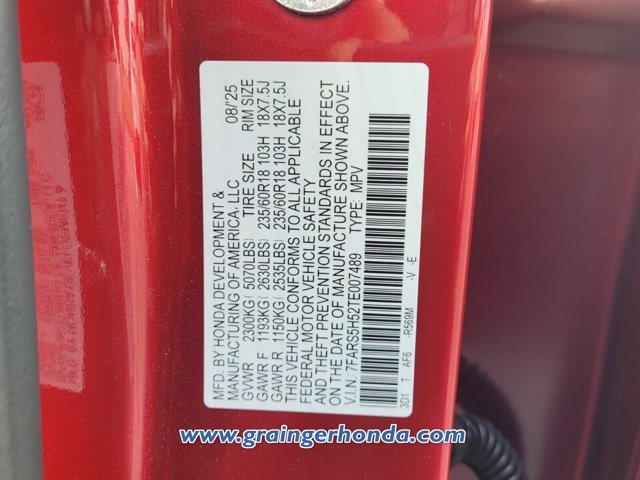 MFD. BY HONDA DEVELOPMENT &
MANUFACTURING OF AMERICA, LLC. 08/'25
GVWR 2300KG( 5070LBS) TIRE SIZE RIM SIZE
GAWR F 1193KG( 2630LBS) 235/60R18 103H 18X7.5J
GAWR R 1150KG( 2535LBS) 235/60R18 103H 18X7.5J
THIS VEHICLE CONFORMS TO ALL APPLICABLE
FEDERAL MOTOR VEHICLE SAFETY
AND THEFT PREVENTION STANDARDS IN EFFECT
ON THE DATE OF MANUFACTURE SHOWN ABOVE.
V.I.N. 7FARS5H52TE007489 TYPE: MPV
3D1 T AF6 -R569M -V -E
www.graingerhonda.com